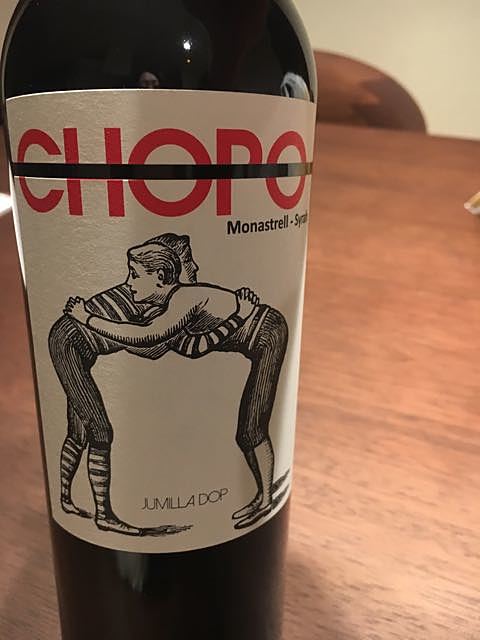 CHOPO
Monastrell - Syrah
JUMILLA DOP